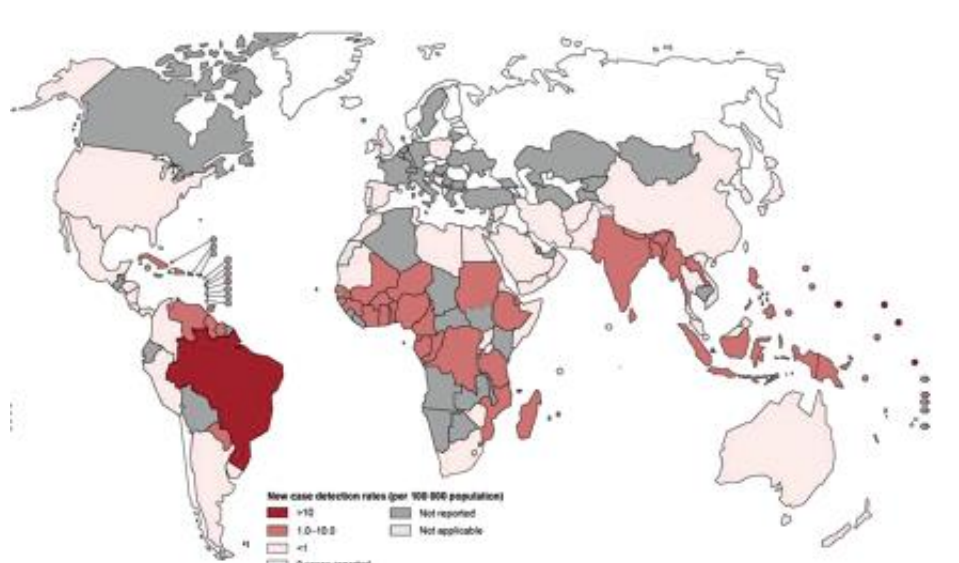 New case detection rates (per 100 000 population)
>10
1.0–10.0
<1
Not reported
Not applicable